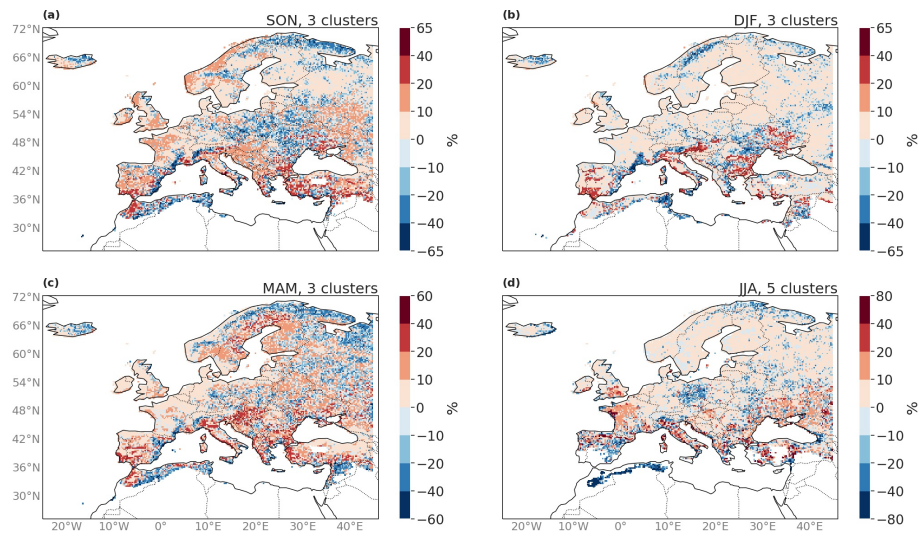 (a) SON, 3 clusters
72°N
66°N
60°N
54°N
48°N
42°N
36°N
30°N
65
40
20
10
0
−10
−20
−40
−65
%
(b) DJF, 3 clusters
65
40
20
10
0
−10
−20
−40
−65
%
(c) MAM, 3 clusters
72°N
66°N
60°N
54°N
48°N
42°N
36°N
30°N
20°W 10°W 0° 10°E 20°E 30°E 40°E
60
40
20
10
0
−10
−20
−40
−60
%
(d) JJA, 5 clusters
20°W 10°W 0° 10°E 20°E 30°E 40°E
80
40
20
10
0
−10
−20
−40
−80
%